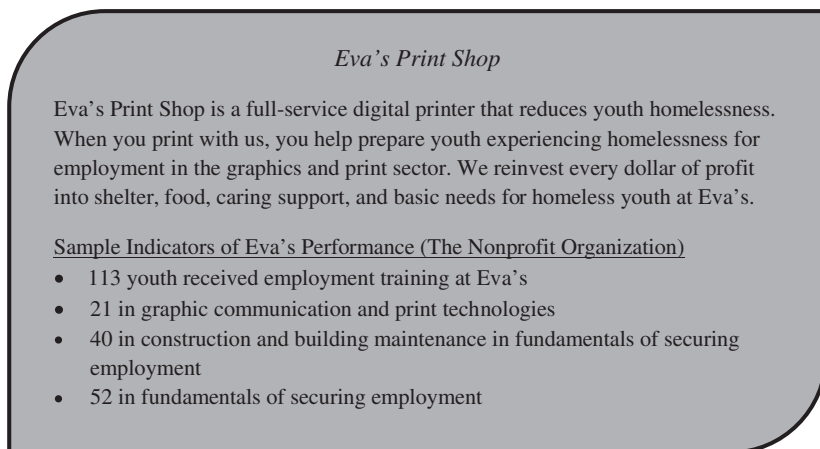 Eva’s Print Shop
Eva’s Print Shop is a full-service digital printer that reduces youth homelessness.
When you print with us, you help prepare youth experiencing homelessness for
employment in the graphics and print sector. We reinvest every dollar of profit
into shelter, food, caring support, and basic needs for homeless youth at Eva’s.
Sample Indicators of Eva’s Performance (The Nonprofit Organization)
• 113 youth received employment training at Eva’s
• 21 in graphic communication and print technologies
• 40 in construction and building maintenance in fundamentals of securing
employment
• 52 in fundamentals of securing employment